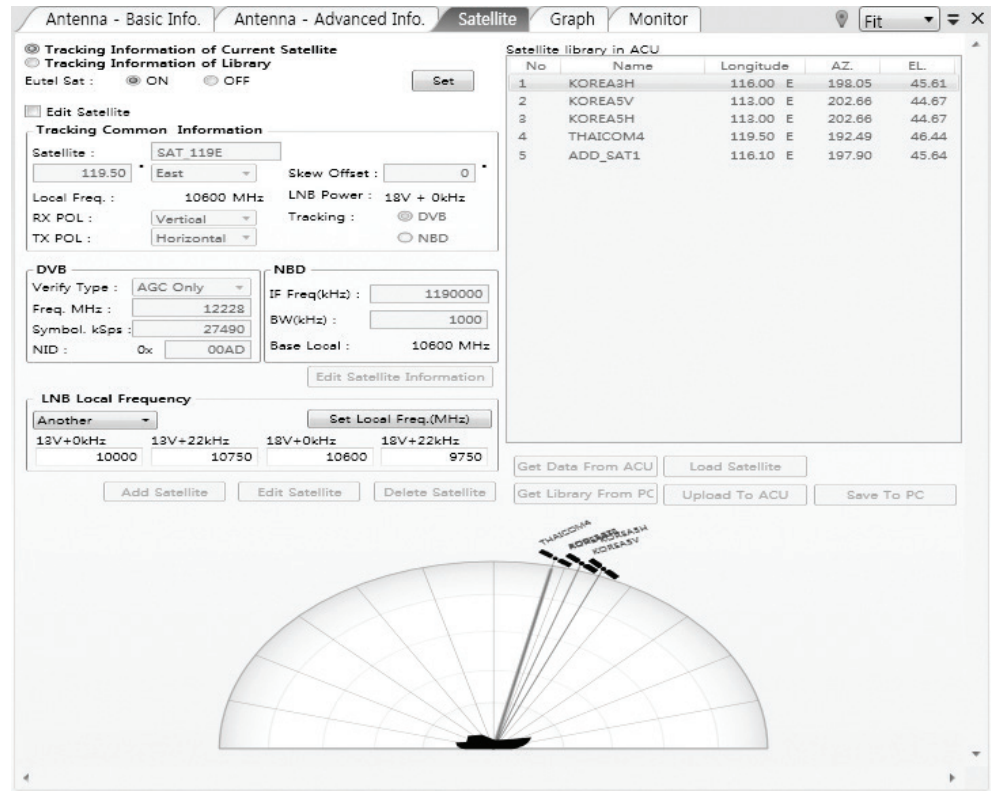 Antenna - Basic Info. Antenna - Advanced Info. Satellite Graph Monitor Fit
Tracking Information of Current Satellite
Tracking Information of Library
Eutel Sat : ON OFF Set
Edit Satellite
Tracking Common Information
Satellite : SAT_119E
119.50 ° East Skew Offset : 0 °
Local Freq. : 10600 MHz LNB Power : 18V + 0kHz
RX POL : Vertical Tracking : DVB
TX POL : Horizontal NBD
DVB
Verify Type : AGC Only
Freq. MHz : 12228
Symbol. kSps : 27490
NID : 0x 00AD
NBD
IF Freq(kHz) : 1190000
BW(kHz) : 1000
Base Local : 10600 MHz
Edit Satellite Information
LNB Local Frequency
Another Set Local Freq.(MHz)
13V+0kHz 13V+22kHz 18V+0kHz 18V+22kHz
10000 10750 10600 9750
Add Satellite Edit Satellite Delete Satellite
Satellite library in ACU
No Name Longitude AZ. EL.
1 KOREA3H 116.00 E 198.05 45.61
2 KOREA5V 113.00 E 202.66 44.67
3 KOREA5H 113.00 E 202.66 44.67
4 THAICOM4 119.50 E 192.49 46.44
5 ADD_SAT1 116.10 E 197.90 45.64
Get Data From ACU Load Satellite
Get Library From PC Upload To ACU Save To PC
THAICOM4
KOREA5H
KOREA5V